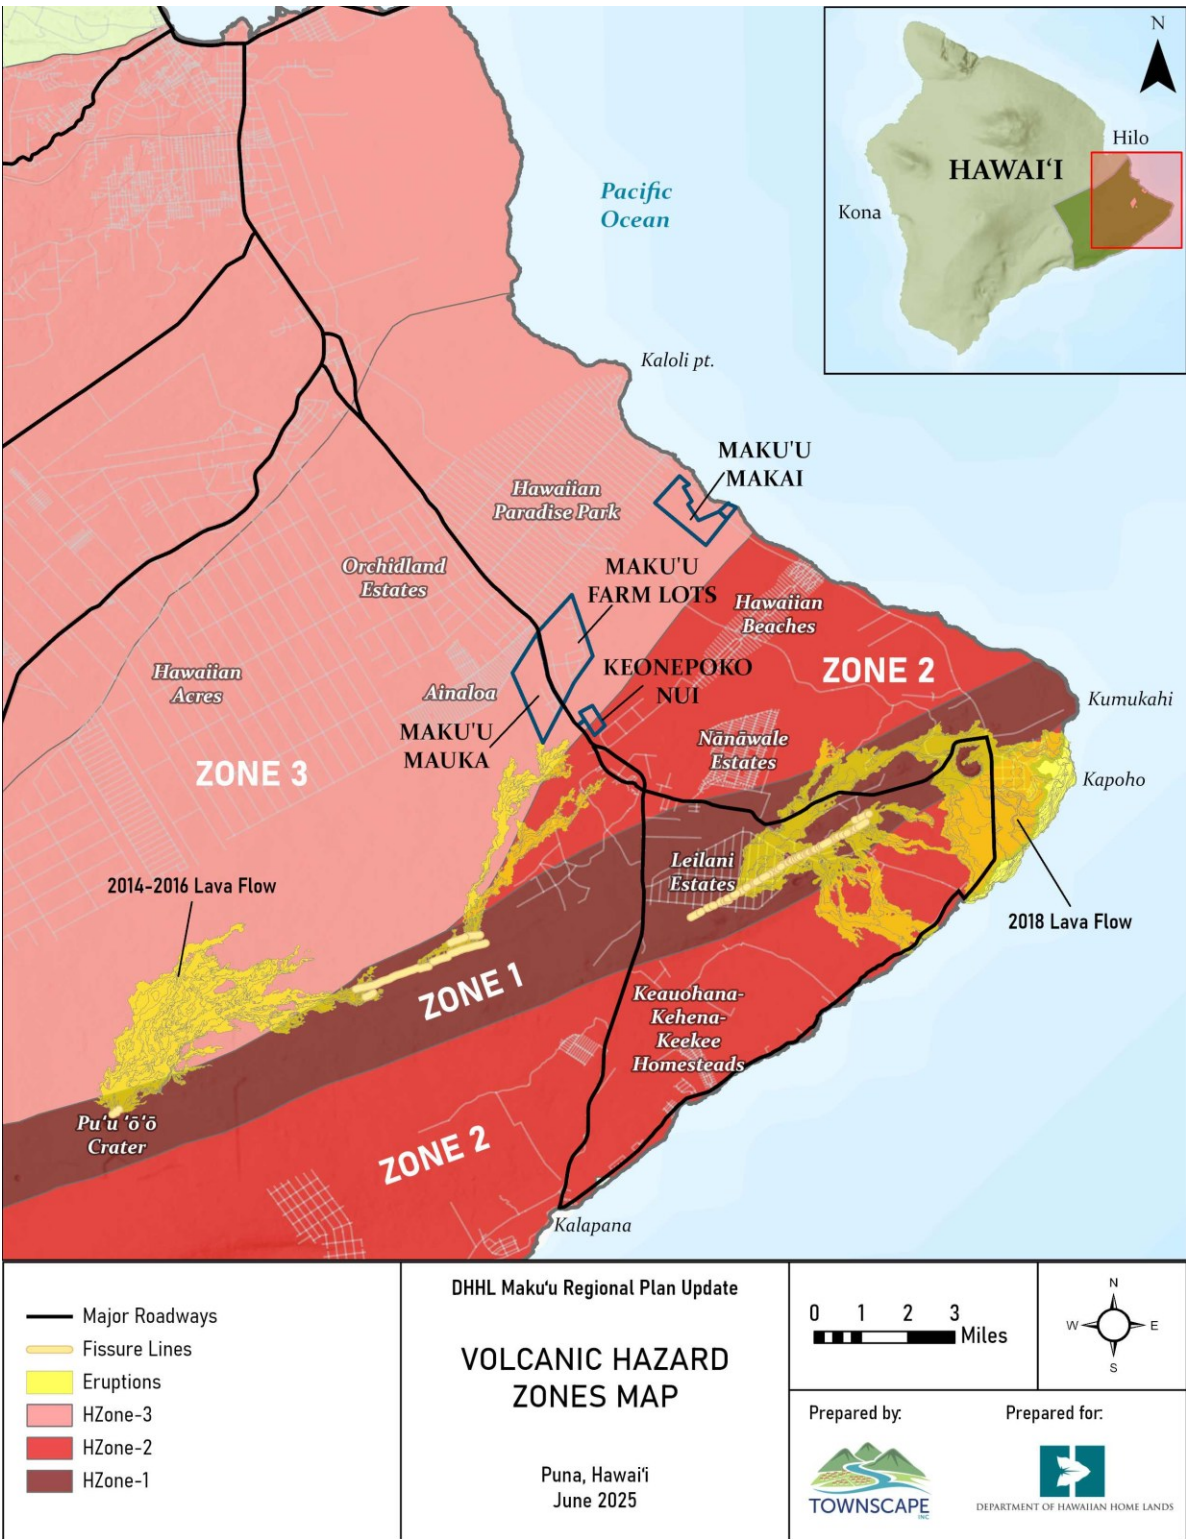 N
Hilo
HAWAI‘I
Kona
Pacific
Ocean
Kaloli pt.
MAKU'U
MAKAI
Hawaiian
Paradise Park
MAKU'U
FARM LOTS
Orchidland
Estates
Hawaiian
Beaches
ZONE 2
KEONEPOKO
NUI
Hawaiian
Acres
Ainaloa
Kumukahi
MAKU'U
MAUKA
Nānāwale
Estates
ZONE 3
Kapoho
Leilani
Estates
2014-2016 Lava Flow
2018 Lava Flow
ZONE 1
Keauohana-
Kehena-
Keekee
Homesteads
Pu‘u ‘ō‘ō
Crater
ZONE 2
Kalapana
Major Roadways
Fissure Lines
Eruptions
HZone-3
HZone-2
HZone-1
DHHL Maku‘u Regional Plan Update
VOLCANIC HAZARD
ZONES MAP
Puna, Hawai‘i
June 2025
0 1 2 3
Miles
N
W E
S
Prepared by:
TOWNSCAPE
INC
Prepared for:
DEPARTMENT OF HAWAIIAN HOME LANDS